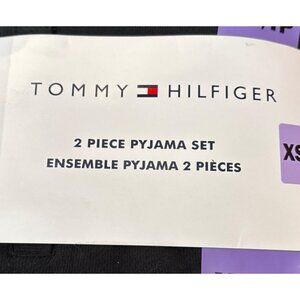 TOMMY HILFIGER
2 PIECE PYJAMA SET
ENSEMBLE PYJAMA 2 PIÈCES
XS